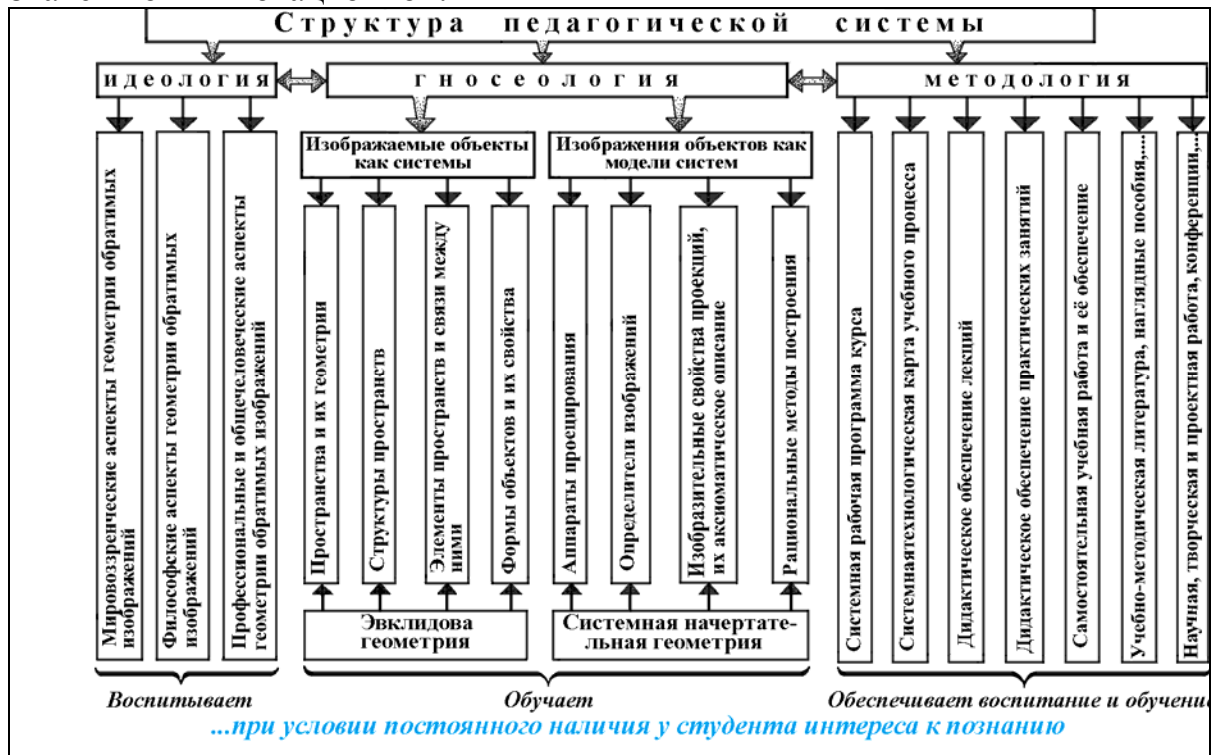 Структура педагогической системы
идеология
гносеология
методология
Изображаемые объекты
как системы
Изображения объектов как
модели систем
Мировоззренческие аспекты геометрии обратимых
изображений
Философские аспекты геометрии обратимых
изображений
Профессиональные и общечеловеческие аспекты
геометрии обратимых изображений
Пространства и их геометрии
Структуры пространств
Элементы пространств и связи между
ними
Формы объектов и их свойства
Аппараты проецирования
Определители изображений
Изобразительные свойства проекций,
их аксиоматическое описание
Рациональные методы построения
Системная рабочая программа курса
Системнаятехнологическая карта учебного процесса
Дидактическое обеспечение лекций
Дидактическое обеспечение практических занятий
Самостоятельная учебная работа и её обеспечение
Учебно-методическая литература, наглядные пособия,.....
Научная, творческая и проектная работа, конференции,...
Эвклидова
геометрия
Системная начертате-
льная геометрия
Воспитывает
Обучает
Обеспечивает воспитание и обучение
...при условии постоянного наличия у студента интереса к познанию